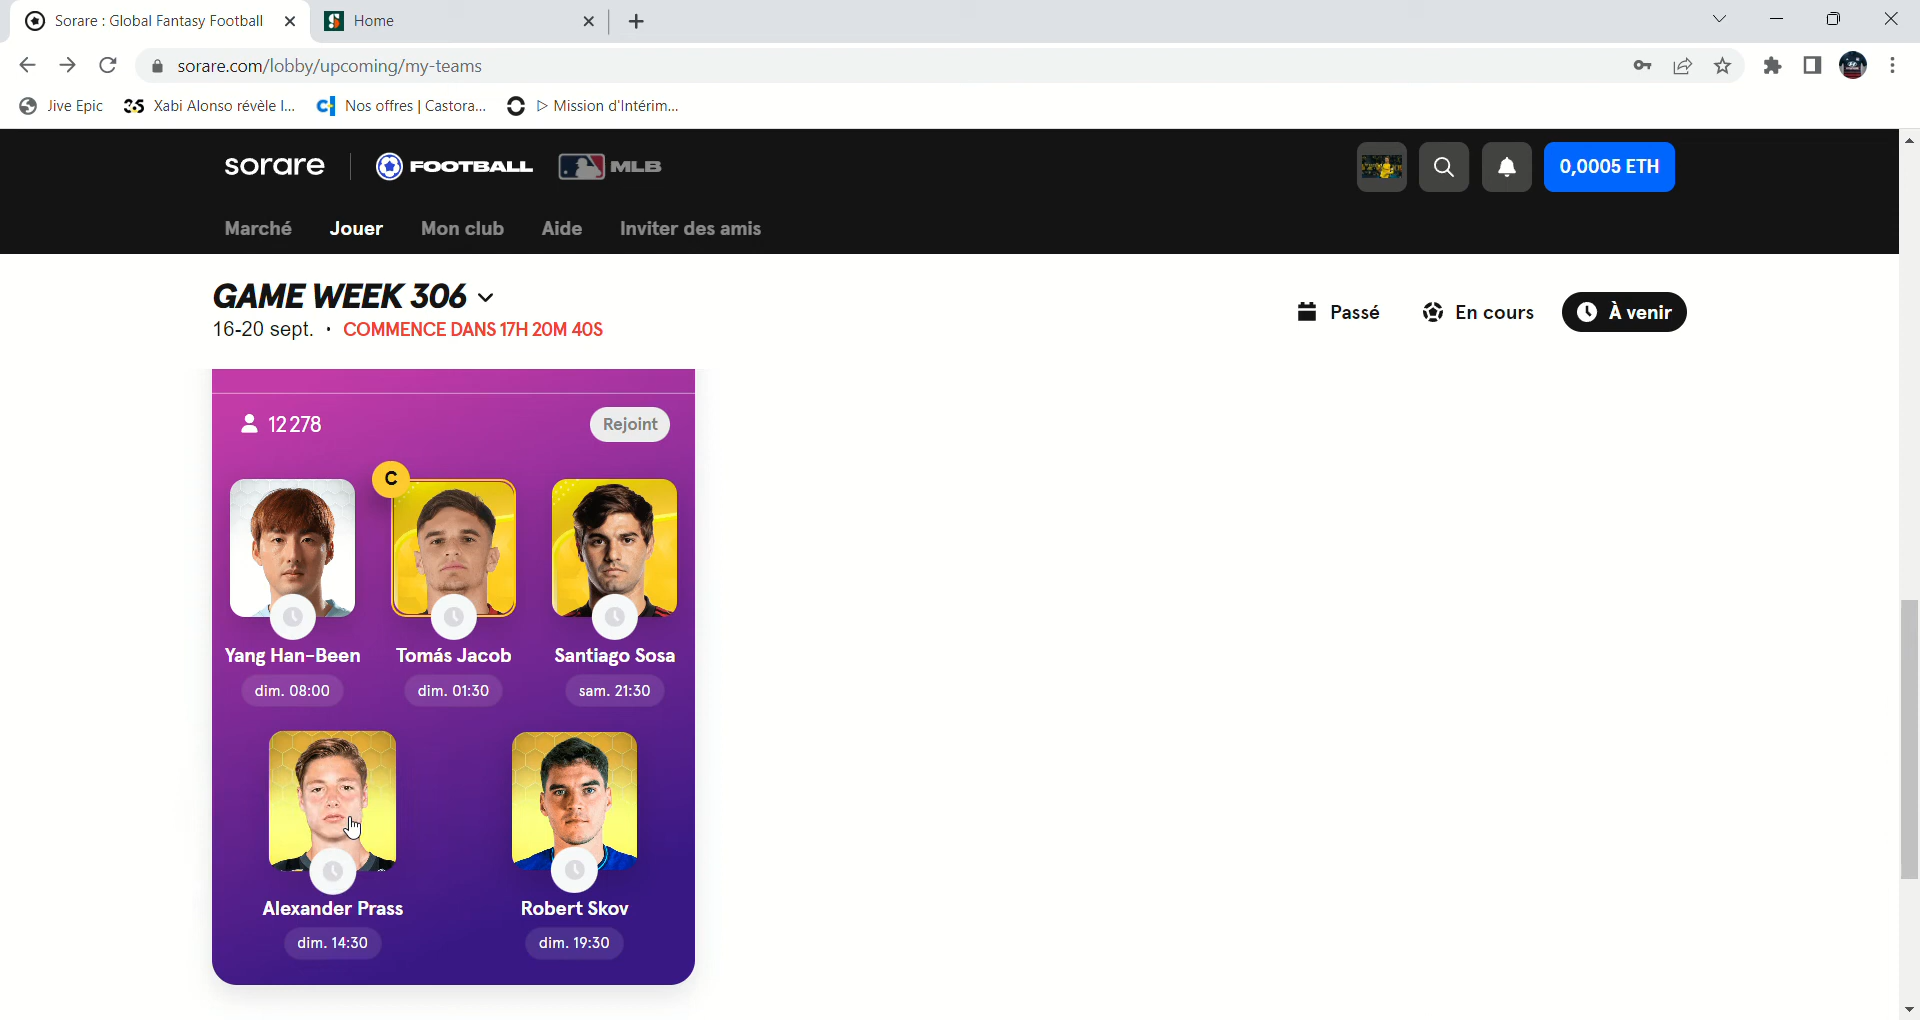 Sorare : Global Fantasy Football
Home
sorare.com/lobby/upcoming/my-teams
Jive Epic
Xabi Alonso révèle l...
Nos offres | Castora...
▷ Mission d'Intérim...
sorare
FOOTBALL
MLB
0,0005 ETH
Marché
Jouer
Mon club
Aide
Inviter des amis
GAME WEEK 306
16-20 sept. · COMMENCE DANS 17H 20M 40S
Passé
En cours
À venir
12 278
Rejoint
C
Yang Han-Been
Tomás Jacob
Santiago Sosa
dim. 08:00
dim. 01:30
sam. 21:30
Alexander Prass
Robert Skov
dim. 14:30
dim. 19:30